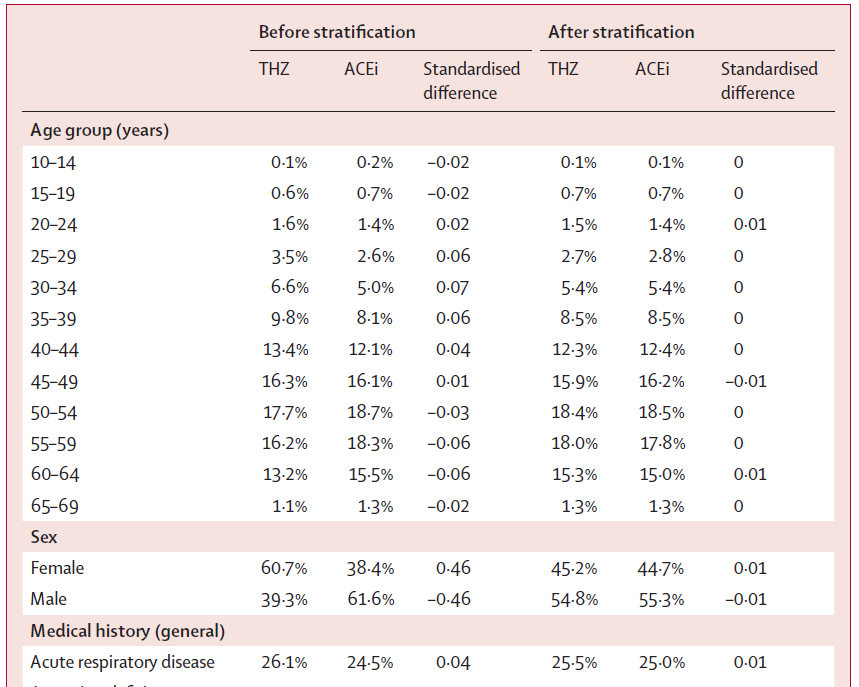 Before stratification After stratification
THZ ACEi Standardised difference THZ ACEi Standardised difference
Age group (years)
10–14 0·1% 0·2% –0·02 0·1% 0·1% 0
15–19 0·6% 0·7% –0·02 0·7% 0·7% 0
20–24 1·6% 1·4% 0·02 1·5% 1·4% 0·01
25–29 3·5% 2·6% 0·06 2·7% 2·8% 0
30–34 6·6% 5·0% 0·07 5·4% 5·4% 0
35–39 9·8% 8·1% 0·06 8·5% 8·5% 0
40–44 13·4% 12·1% 0·04 12·3% 12·4% 0
45–49 16·3% 16·1% 0·01 15·9% 16·2% –0·01
50–54 17·7% 18·7% –0·03 18·4% 18·5% 0
55–59 16·2% 18·3% –0·06 18·0% 17·8% 0
60–64 13·2% 15·5% –0·06 15·3% 15·0% 0·01
65–69 1·1% 1·3% –0·02 1·3% 1·3% 0
Sex
Female 60·7% 38·4% 0·46 45·2% 44·7% 0·01
Male 39·3% 61·6% –0·46 54·8% 55·3% –0·01
Medical history (general)
Acute respiratory disease 26·1% 24·5% 0·04 25·5% 25·0% 0·01